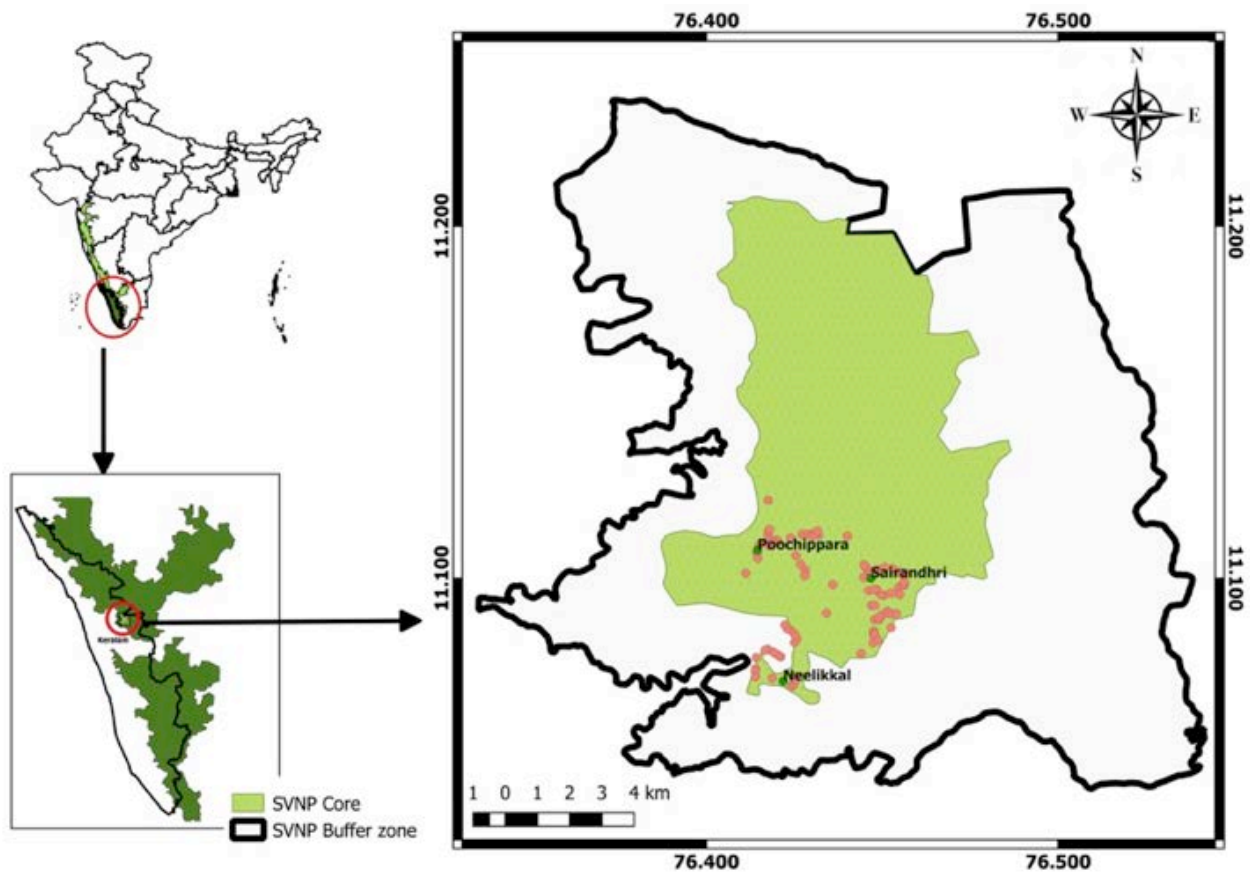 76.400 76.500
N
W E
S
11.200 11.200
Poochippara
Sairandhri
11.100 11.100
Keralam
Neelikkal
1 0 1 2 3 4 km
SVNP Core
SVNP Buffer zone
76.400 76.500